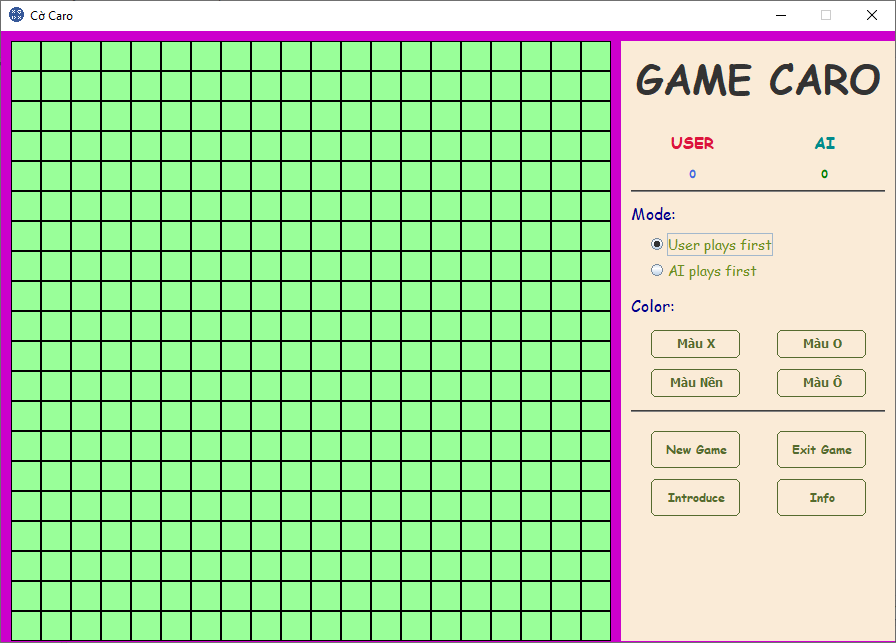 Cờ Caro
GAME CARO
USER AI
0 0
Mode:
User plays first
AI plays first
Color:
Màu X Màu O
Màu Nền Màu Ô
New Game Exit Game
Introduce Info